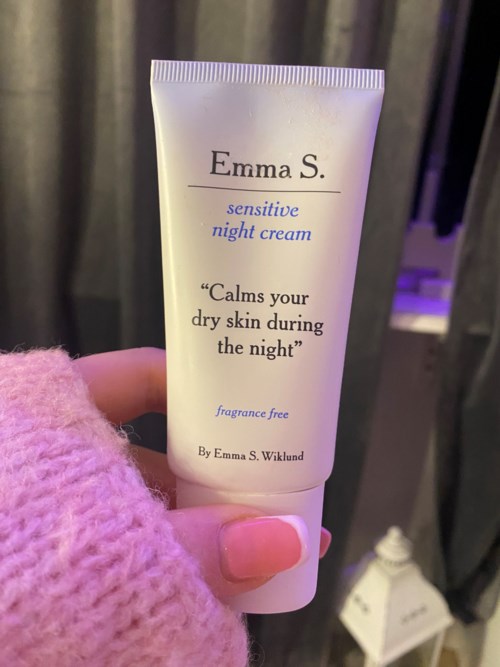 Emma S.
sensitive
night cream
“Calms your
dry skin during
the night”
fragrance free
By Emma S. Wiklund